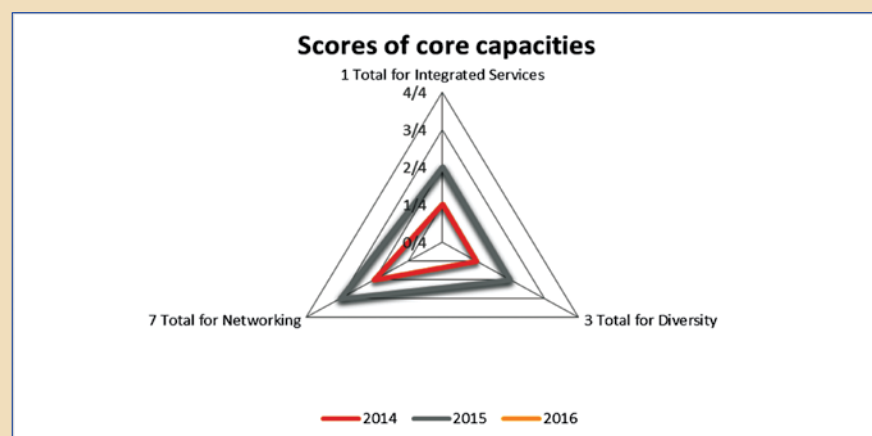 Scores of core capacities
1 Total for Integrated Services
4/4
3/4
2/4
1/4
0/4
7 Total for Networking
3 Total for Diversity
2014 2015 2016